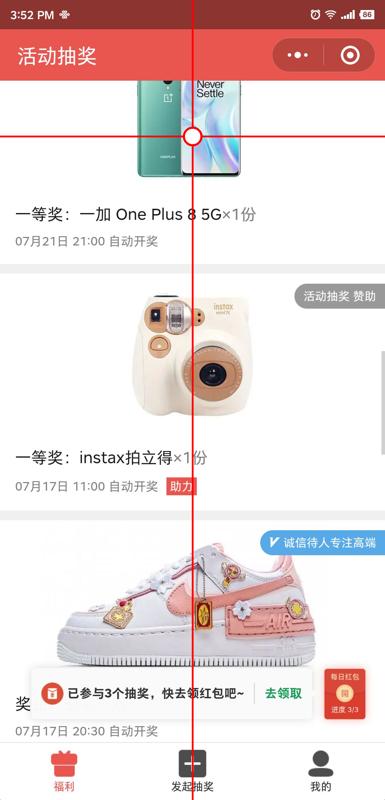 3:52 PM
86
活动抽奖
Never
Settle
ONEPLUS
一等奖：一加 One Plus 8 5G×1份
07月21日 21:00 自动开奖
活动抽奖 赞助
instax
mini7C
一等奖：instax拍立得×1份
07月17日 11:00 自动开奖 助力
诚信待人专注高端
AIR
每日红包
已参与3个抽奖，快去领红包吧~ 去领取
进度 3/3
奖
07月17日 20:30 自动开奖
福利
发起抽奖
我的